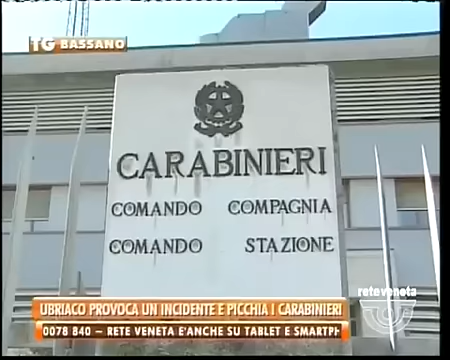 TG BASSANO
CARABINIERI
COMANDO COMPAGNIA
COMANDO STAZIONE
reteveneta
UBRIACO PROVOCA UN INCIDENTE E PICCHIA I CARABINIERI
0078 840 – RETE VENETA E'ANCHE SU TABLET E SMARTP